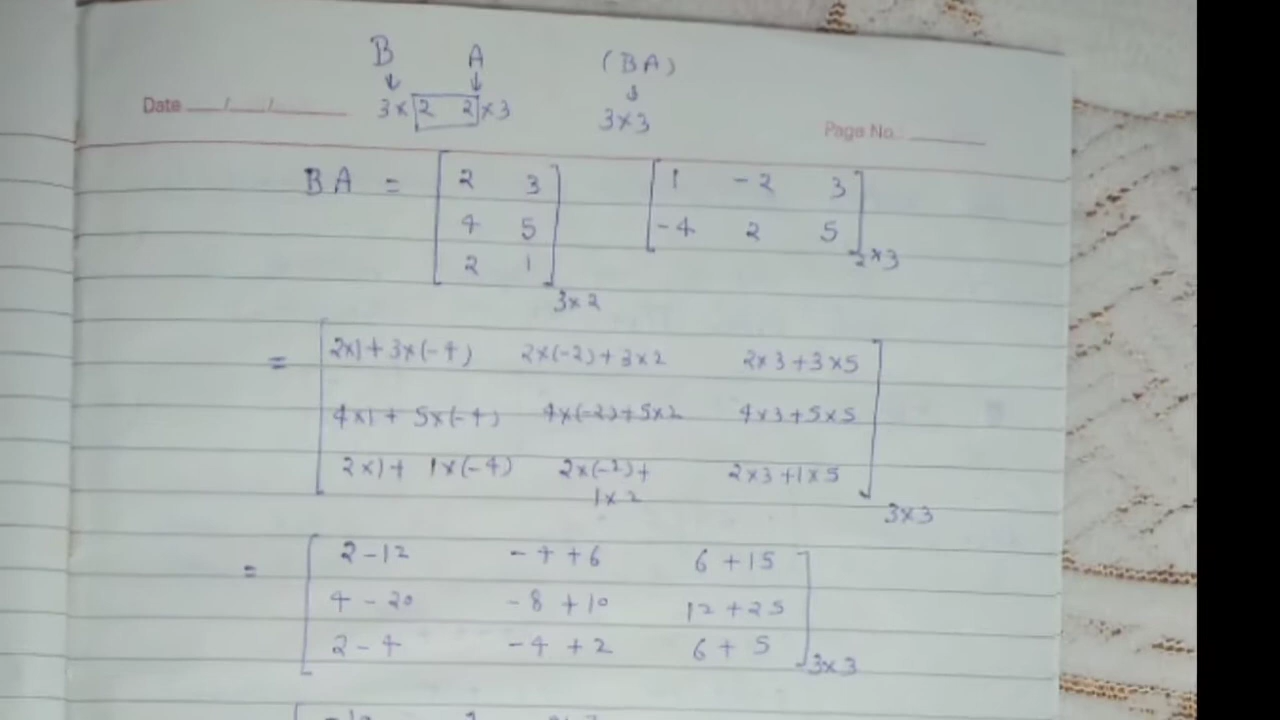 B A (BA)
↓ ↓ ↓
Date / / 3×2 2×3 3×3
Page No.
BA = [2 3 [1 -2 3
4 5 -4 2 5]2×3
2 1]3×2
= [2×1+3×(-4) 2×(-2)+3×2 2×3+3×5
4×1+5×(-4) 4×(-2)+5×2 4×3+5×5
2×1+1×(-4) 2×(-2)+ 2×3+1×5
1×2 ]3×3
= [2-12 -4+6 6+15
4-20 -8+10 12+25
2-4 -4+2 6+5]3×3